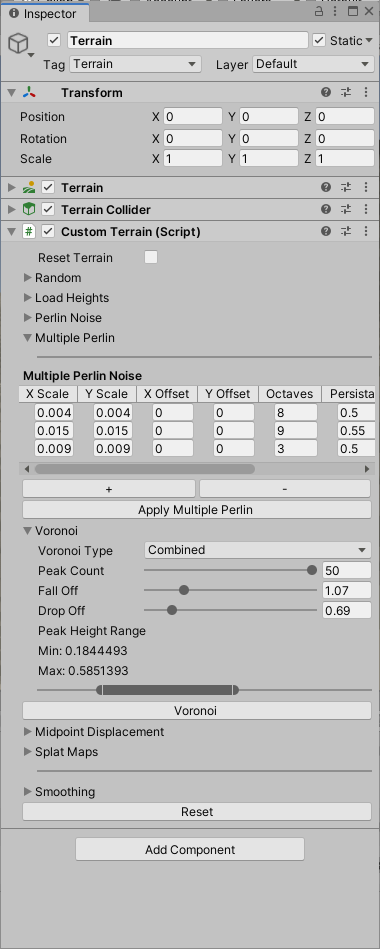 Inspector
Terrain Static
Tag Terrain Layer Default
Transform
Position X 0 Y 0 Z 0
Rotation X 0 Y 0 Z 0
Scale X 1 Y 1 Z 1
Terrain
Terrain Collider
# Custom Terrain (Script)
Reset Terrain
Random
Load Heights
Perlin Noise
Multiple Perlin
Multiple Perlin Noise
X Scale Y Scale X Offset Y Offset Octaves Persista
0.004 0.004 0 0 8 0.5
0.015 0.015 0 0 9 0.55
0.009 0.009 0 0 3 0.5
+ -
Apply Multiple Perlin
Voronoi
Voronoi Type Combined
Peak Count 50
Fall Off 1.07
Drop Off 0.69
Peak Height Range
Min: 0.1844493
Max: 0.5851393
Voronoi
Midpoint Displacement
Splat Maps
Smoothing
Reset
Add Component